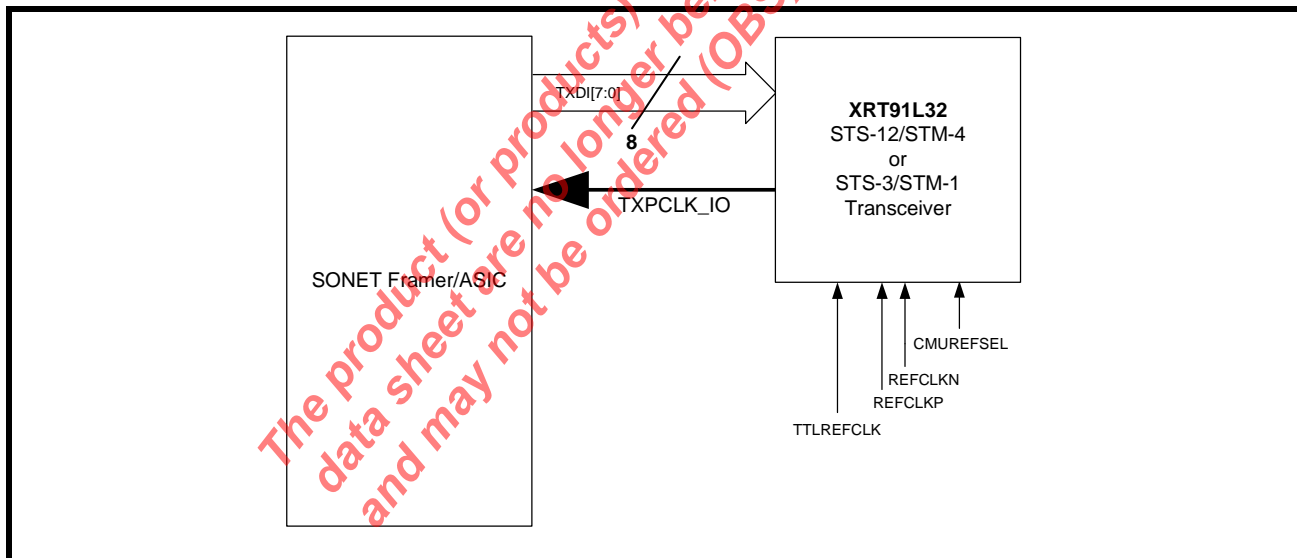 TXDI[7:0]
8
TXPCLK_IO
SONET Framer/ASIC
XRT91L32
STS-12/STM-4
or
STS-3/STM-1
Transceiver
CMUREFSEL
REFCLKN
REFCLKP
TTLREFCLK
The product (or products)
data sheet are no longer be
and may not be ordered (OBS